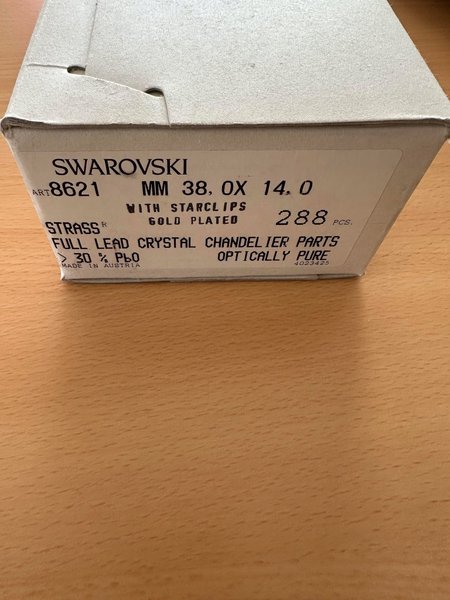 SWAROVSKI
ART 8621 MM 38,0X 14,0
WITH STARCLIPS
GOLD PLATED 288 PCS.
STRASS R
FULL LEAD CRYSTAL CHANDELIER PARTS
> 30 % PbO OPTICALLY PURE
MADE IN AUSTRIA 4023425